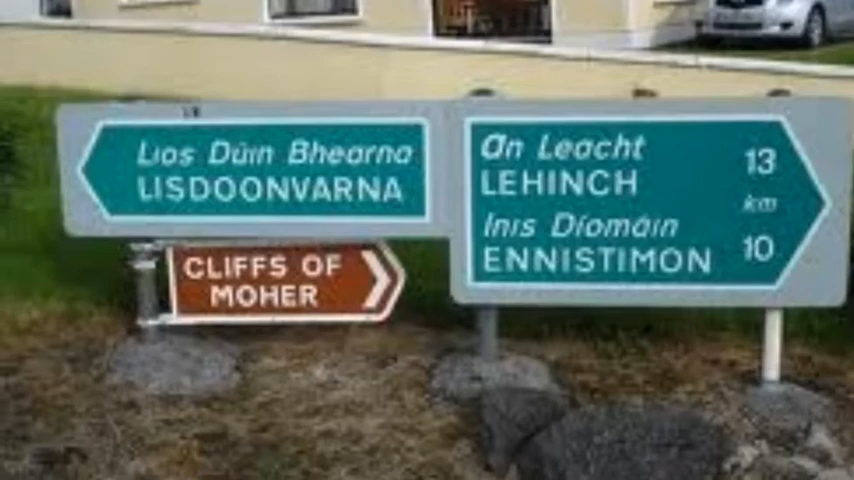 Lios Dúin Bhearna
LISDOONVARNA
CLIFFS OF
MOHER
An Leacht
LEHINCH
13
km
Inis Díomáin
ENNISTIMON
10